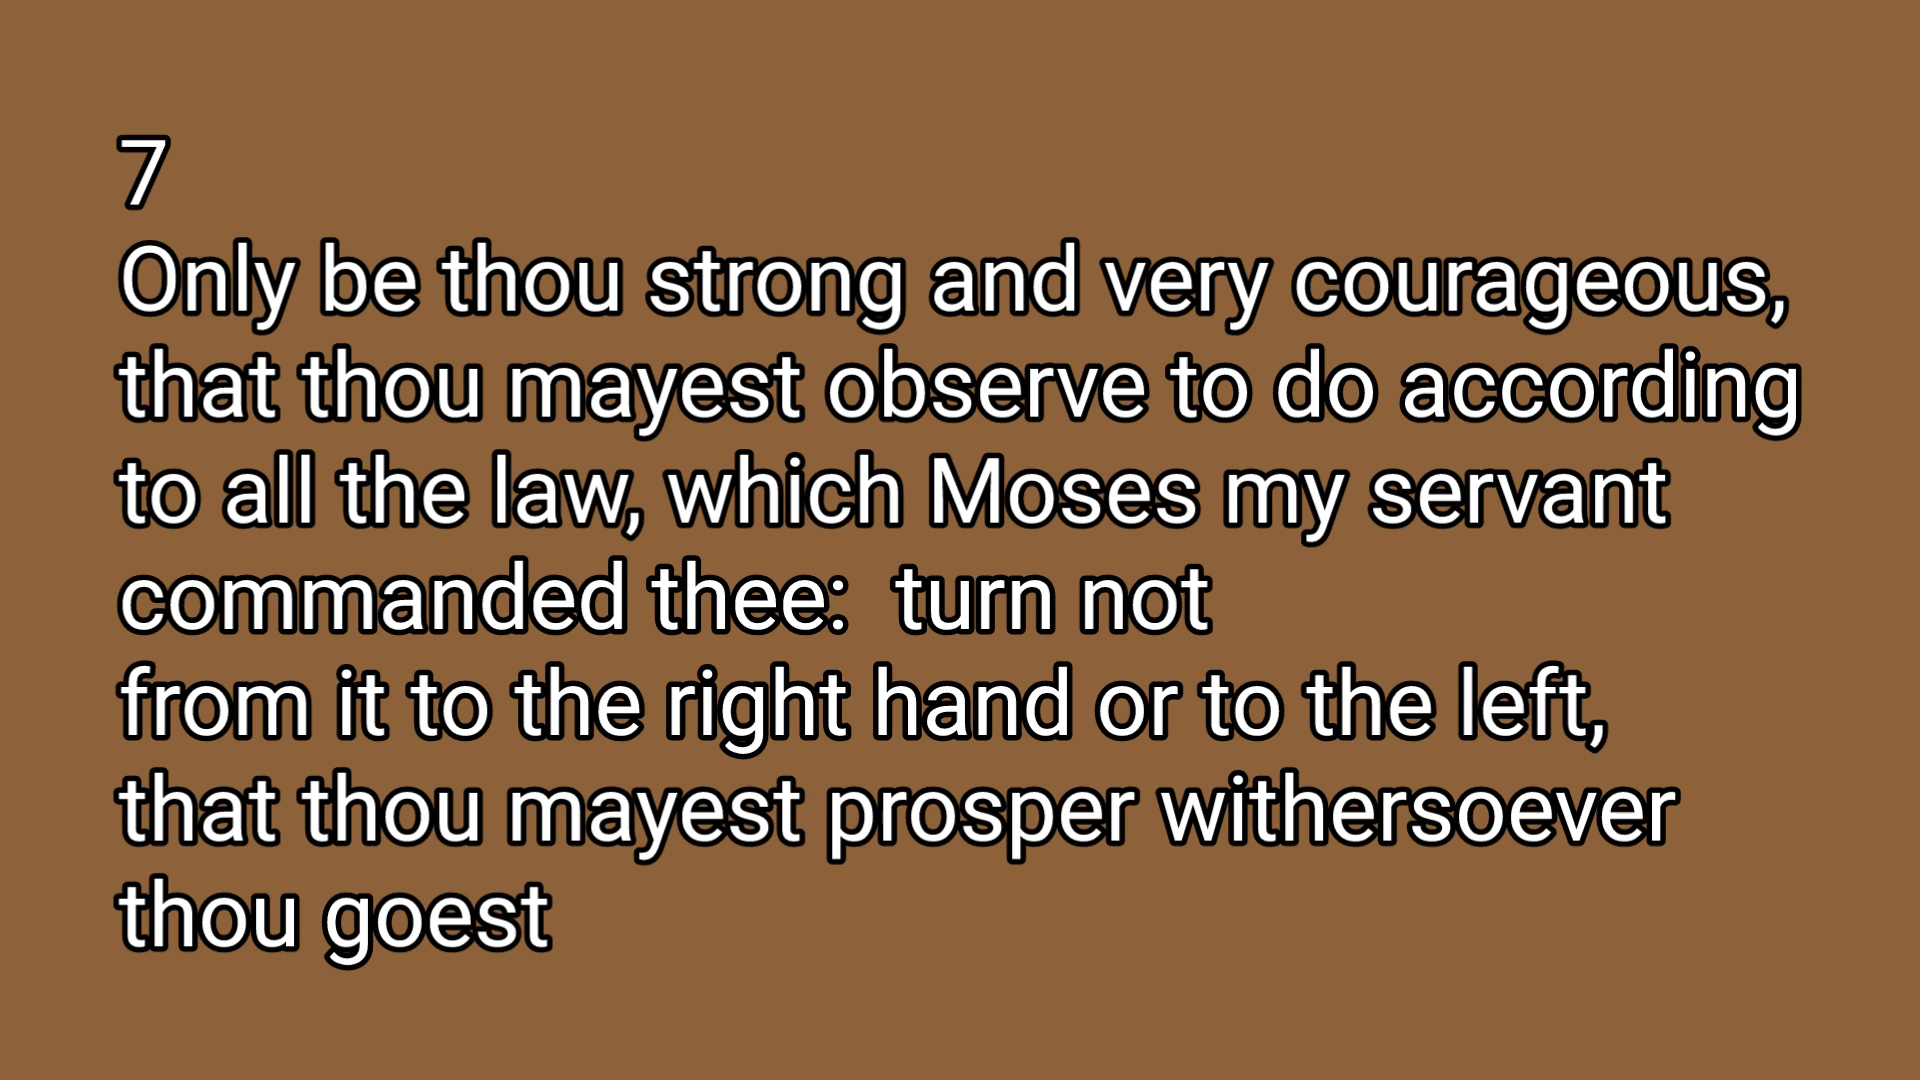 7
Only be thou strong and very courageous,
that thou mayest observe to do according
to all the law, which Moses my servant
commanded thee:  turn not
from it to the right hand or to the left,
that thou mayest prosper withersoever
thou goest